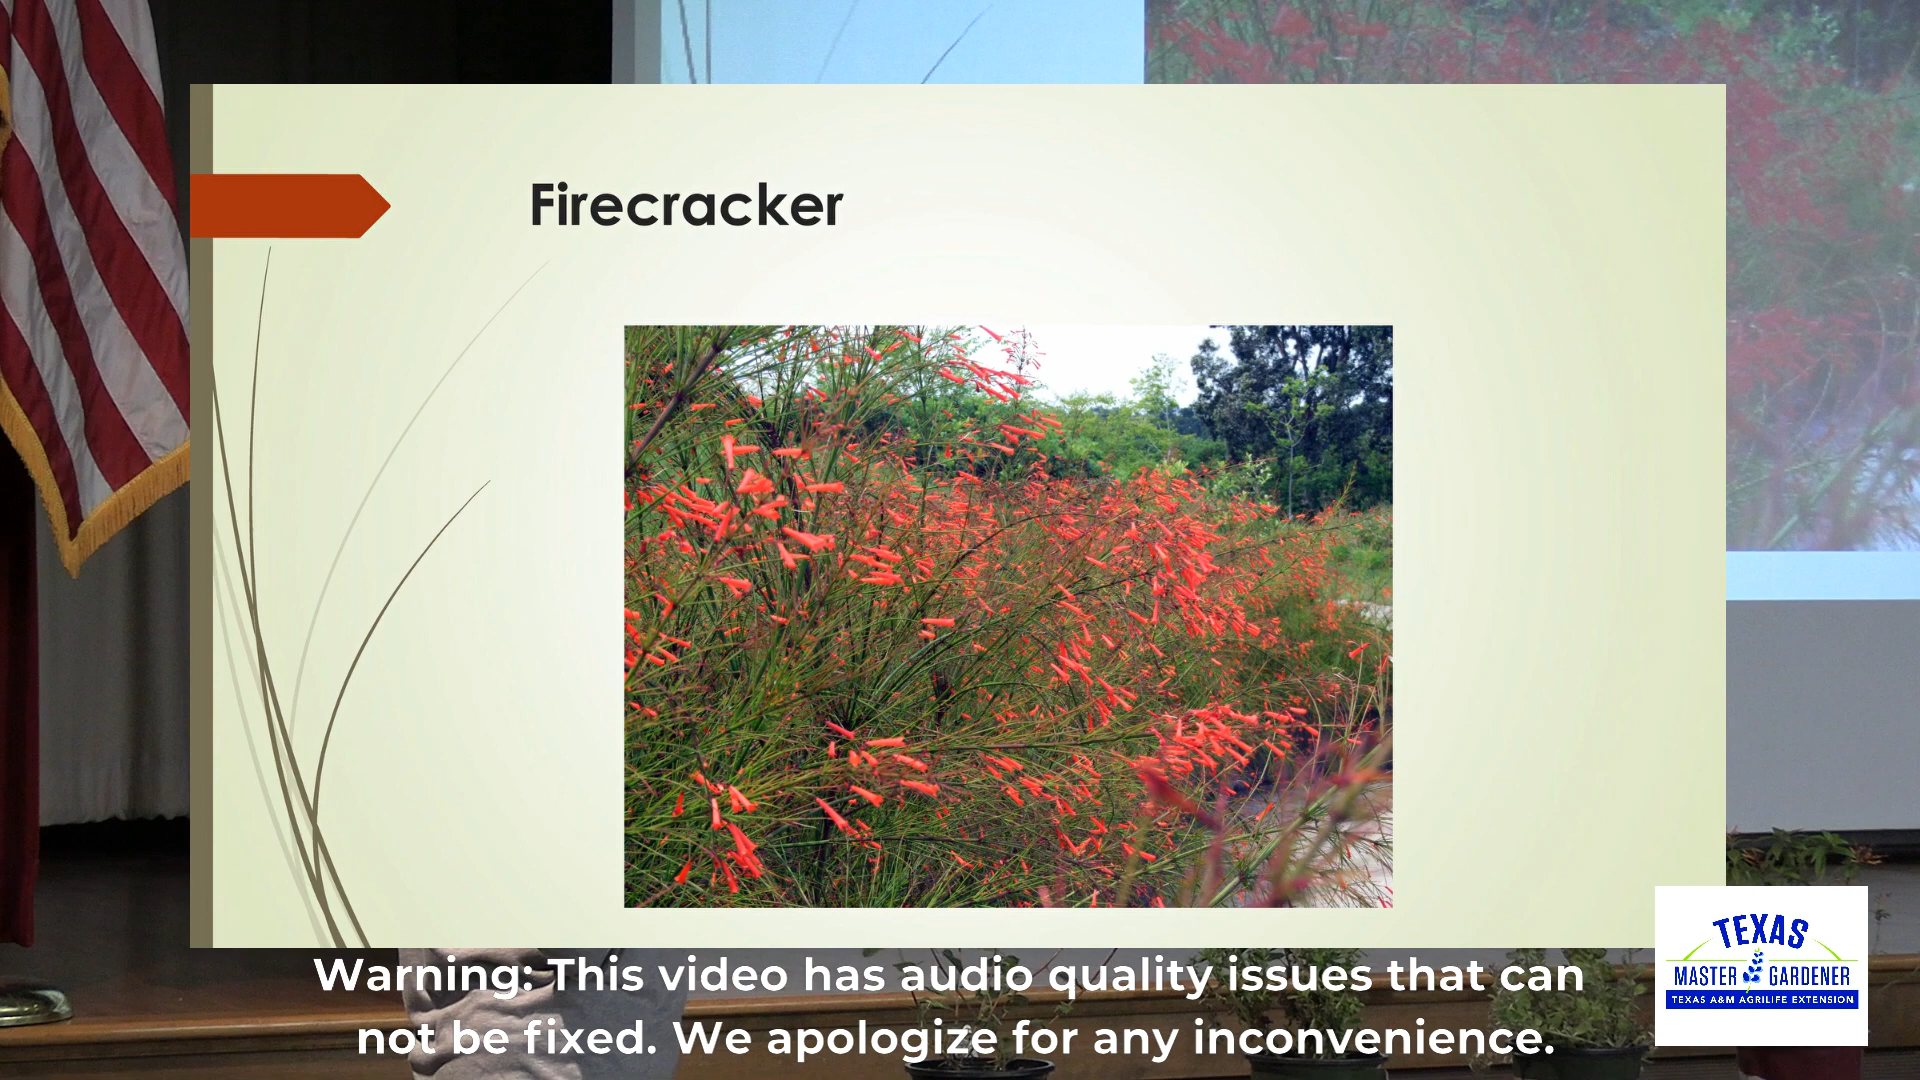 Firecracker
Warning: This video has audio quality issues that can
not be fixed. We apologize for any inconvenience.
TEXAS
MASTER GARDENER
TEXAS A&M AGRILIFE EXTENSION